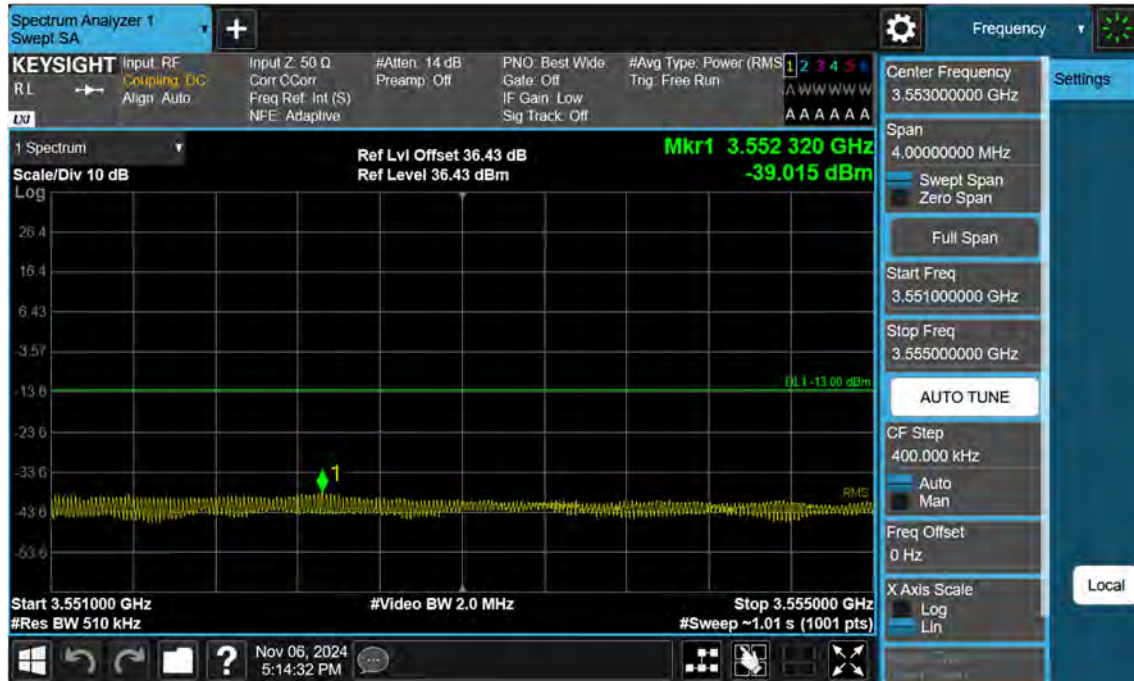 Spectrum Analyzer 1
Swept SA
+
Frequency
KEYSIGHT
Input: RF
Input Z: 50 Ω
#Atten: 14 dB
PNO: Best Wide
#Avg Type: Power (RMS
1 2 3 4 5 6
RL
Coupling: DC
Corr CCorr
Preamp: Off
Gate: Off
Trig: Free Run
A W W W W W
Align: Auto
Freq Ref: Int (S)
IF Gain: Low
LXI
NFE: Adaptive
Sig Track: Off
A A A A A A
1 Spectrum
Scale/Div 10 dB
Ref Lvl Offset 36.43 dB
Ref Level 36.43 dBm
Mkr1 3.552 320 GHz
-39.015 dBm
Log
26.4
16.4
6.43
-3.57
DL1 -13.00 dBm
-13.6
-23.6
-33.6
1
RMS
-43.6
-53.6
Start 3.551000 GHz
#Video BW 2.0 MHz
Stop 3.555000 GHz
#Res BW 510 kHz
#Sweep ~1.01 s (1001 pts)
?
Nov 06, 2024
5:14:32 PM
Center Frequency
3.553000000 GHz
Settings
Span
4.00000000 MHz
Swept Span
Zero Span
Full Span
Start Freq
3.551000000 GHz
Stop Freq
3.555000000 GHz
AUTO TUNE
CF Step
400.000 kHz
Auto
Man
Freq Offset
0 Hz
X Axis Scale
Log
Lin
Local